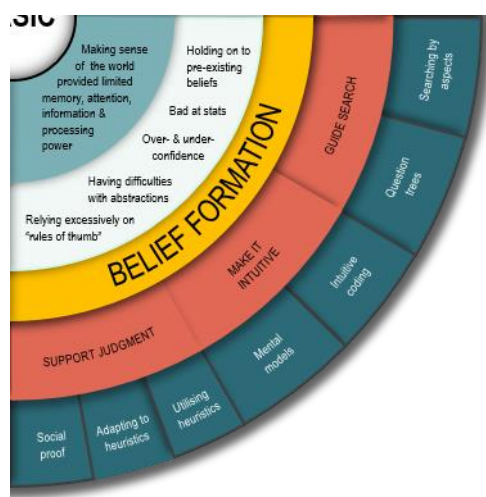 Making sense
of the world
provided limited
memory, attention,
information &
processing
power
Holding on to
pre-existing
beliefs
Bad at stats
Over- & under-
confidence
Having difficulties
with abstractions
Relying excessively on
"rules of thumb"
BELIEF FORMATION
GUIDE SEARCH
MAKE IT
INTUITIVE
SUPPORT JUDGMENT
Searching by
aspects
Question
trees
Intuitive
coding
Mental
models
Utilising
heuristics
Adapting to
heuristics
Social
proof